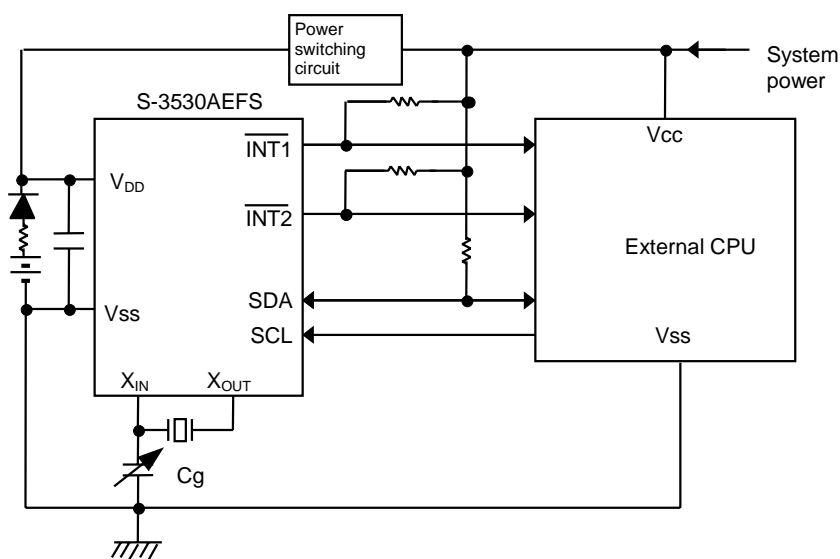 Power
switching
circuit
System
power
S-3530AEFS
INT1
Vcc
VDD
INT2
External CPU
SDA
Vss
SCL
Vss
XIN
XOUT
Cg